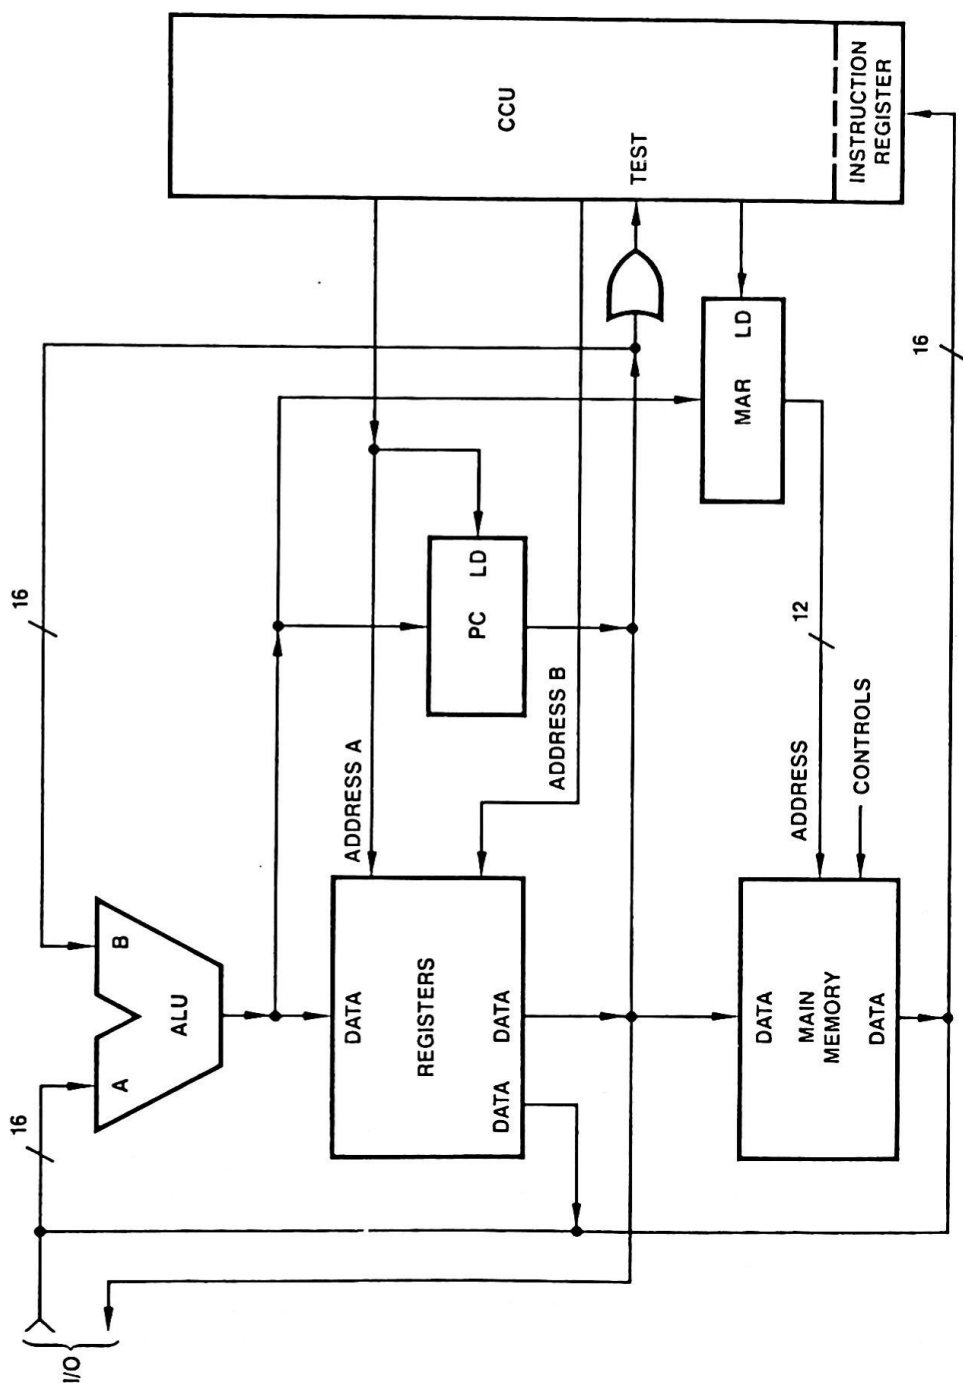 I/O
16
16
A
B
ALU
DATA
REGISTERS
DATA
DATA
ADDRESS A
ADDRESS B
PC
LD
CCU
TEST
INSTRUCTION
REGISTER
MAR
LD
16
12
ADDRESS
CONTROLS
DATA
MAIN
MEMORY
DATA